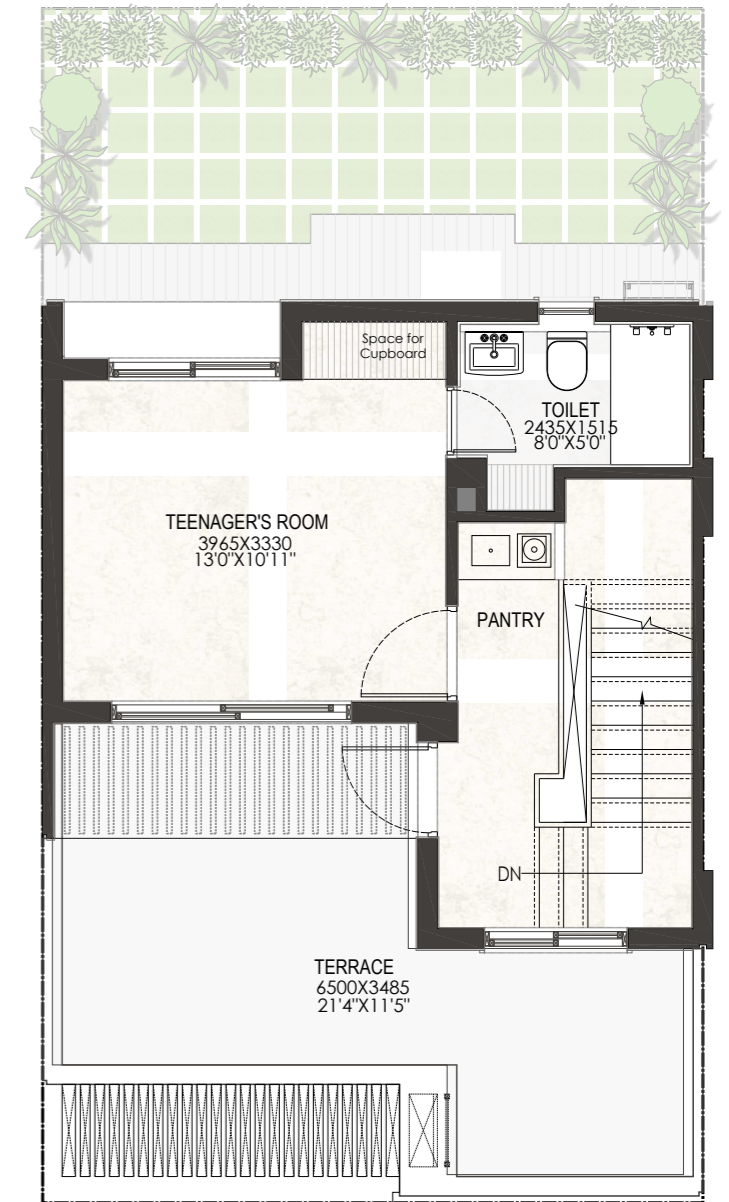 Space for
Cupboard
TOILET
2435X1515
8'0"X5'0"
TEENAGER'S ROOM
3965X3330
13'0"X10'11"
PANTRY
DN
TERRACE
6500X3485
21'4"X11'5"